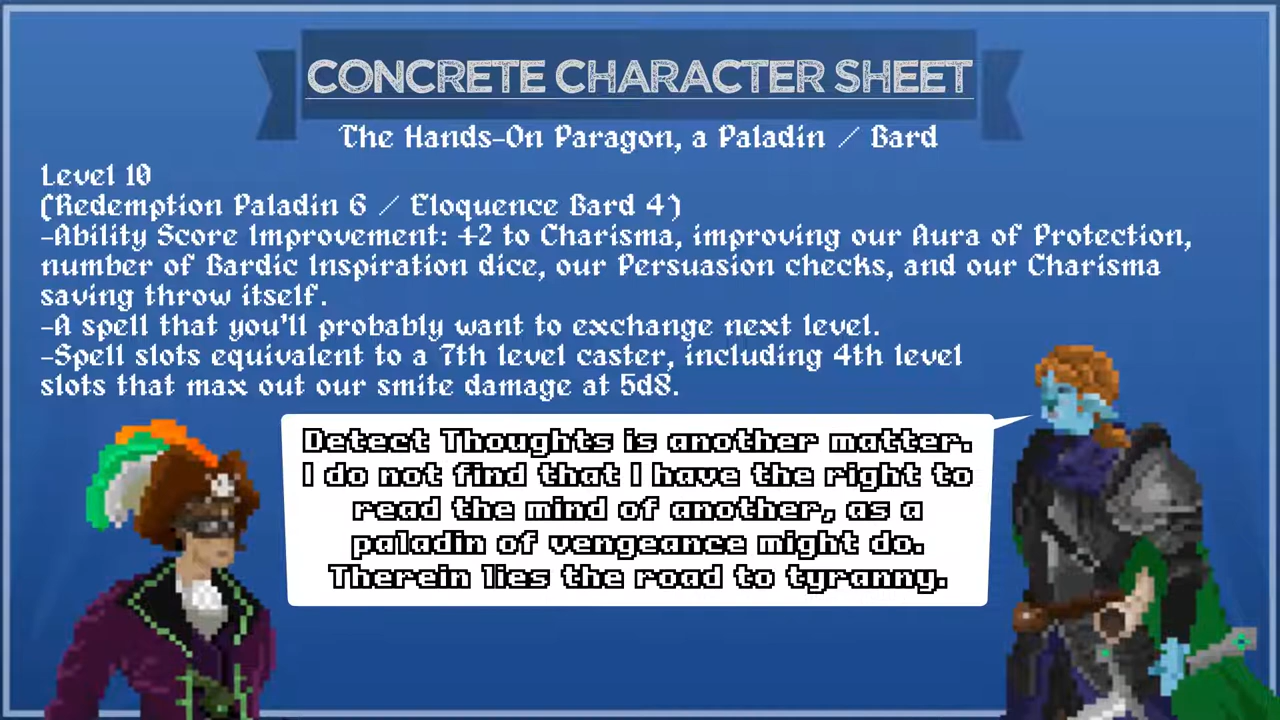 CONCRETE CHARACTER SHEET
The Hands-On Paragon, a Paladin / Bard
Level 10
(Redemption Paladin 6 / Eloquence Bard 4)
-Ability Score Improvement: +2 to Charisma, improving our Aura of Protection,
number of Bardic Inspiration dice, our Persuasion checks, and our Charisma
saving throw itself.
-A spell that you'll probably want to exchange next level.
-Spell slots equivalent to a 7th level caster, including 4th level
slots that max out our smite damage at 5d8.
Detect Thoughts is another matter.
I do not find that I have the right to
read the mind of another, as a
paladin of vengeance might do.
Therein lies the road to tyranny.